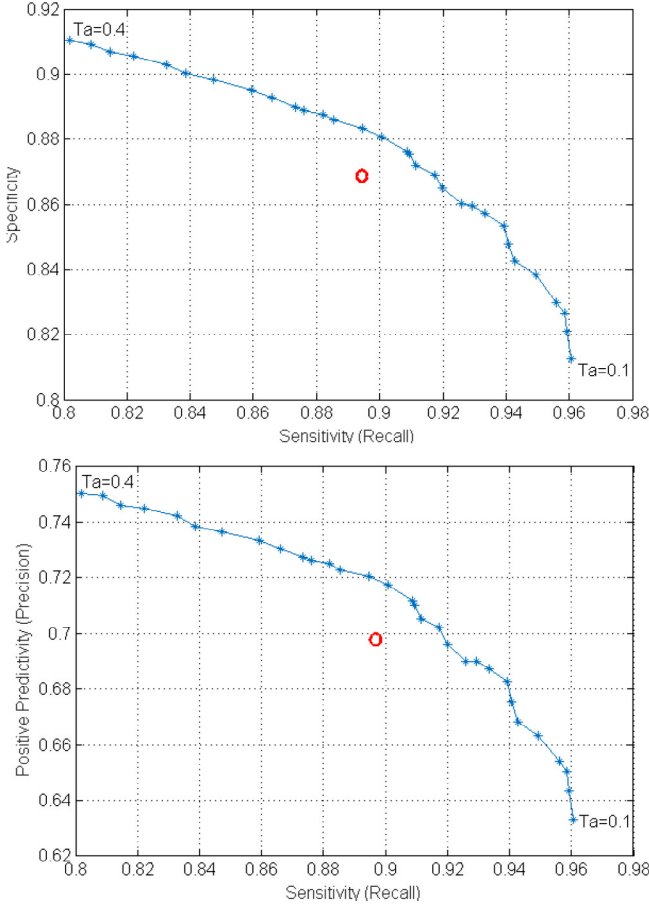 0.92
Ta=0.4
0.9
0.88
0.86
0.84
0.82
0.8
Specificity
Ta=0.1
0.8 0.82 0.84 0.86 0.88 0.9 0.92 0.94 0.96 0.98
Sensitivity (Recall)
0.76
Ta=0.4
0.74
0.72
0.7
0.68
0.66
0.64
0.62
Positive Predictivity (Precision)
Ta=0.1
0.8 0.82 0.84 0.86 0.88 0.9 0.92 0.94 0.96 0.98
Sensitivity (Recall)